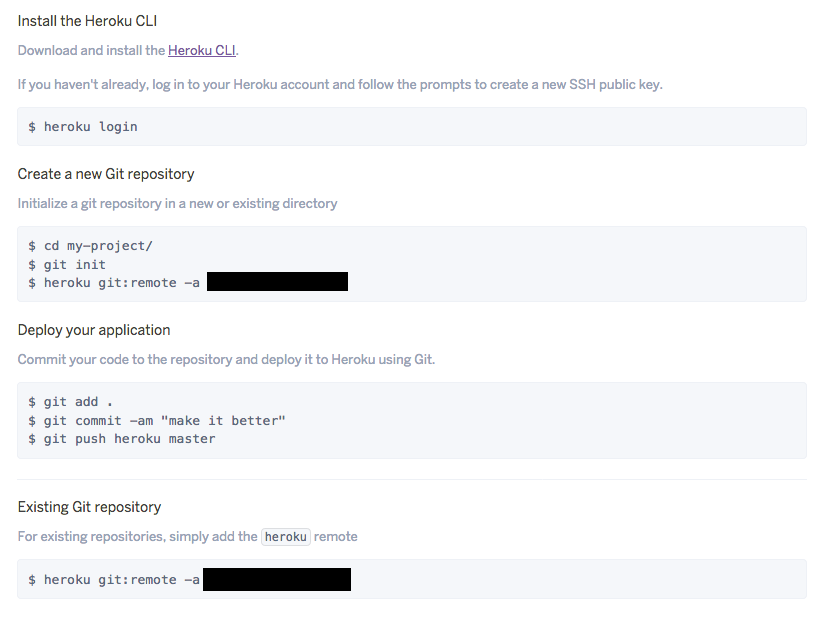 Install the Heroku CLI
Download and install the Heroku CLI.
If you haven't already, log in to your Heroku account and follow the prompts to create a new SSH public key.
$ heroku login
Create a new Git repository
Initialize a git repository in a new or existing directory
$ cd my-project/
$ git init
$ heroku git:remote -a
Deploy your application
Commit your code to the repository and deploy it to Heroku using Git.
$ git add .
$ git commit -am "make it better"
$ git push heroku master
Existing Git repository
For existing repositories, simply add the heroku remote
$ heroku git:remote -a